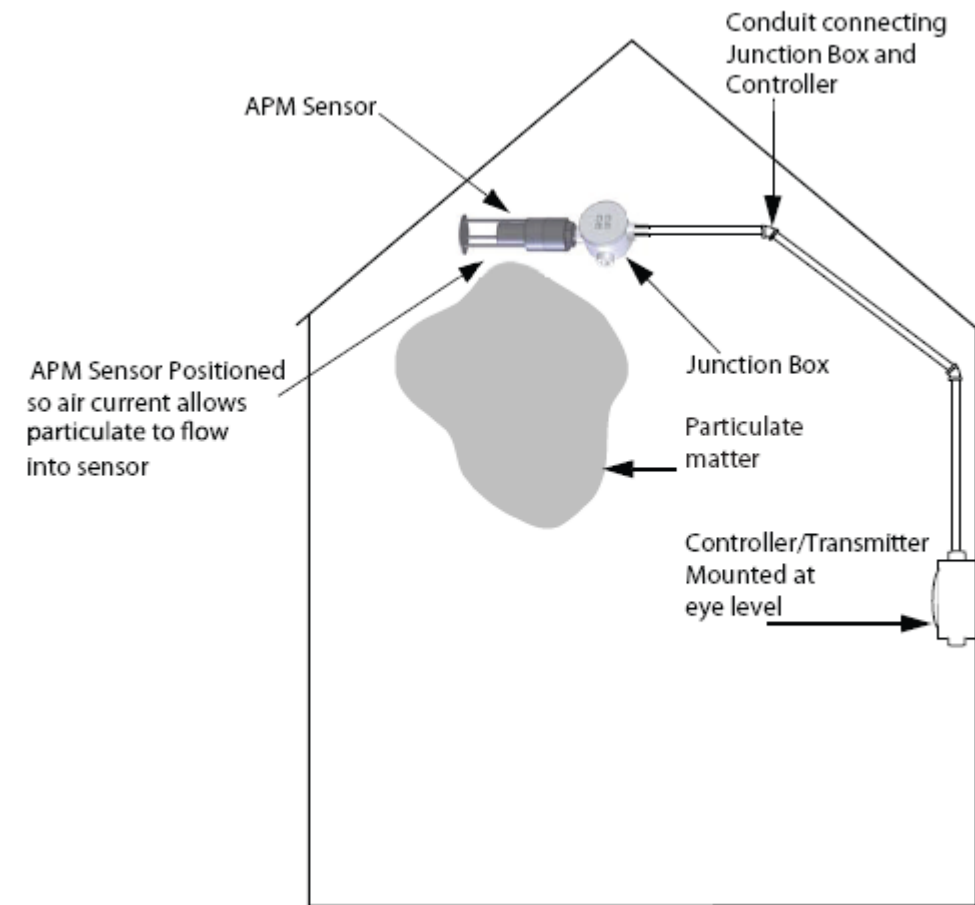 Conduit connecting
Junction Box and
Controller
APM Sensor
APM Sensor Positioned
so air current allows
particulate to flow
into sensor
Junction Box
Particulate
matter
Controller/Transmitter
Mounted at
eye level